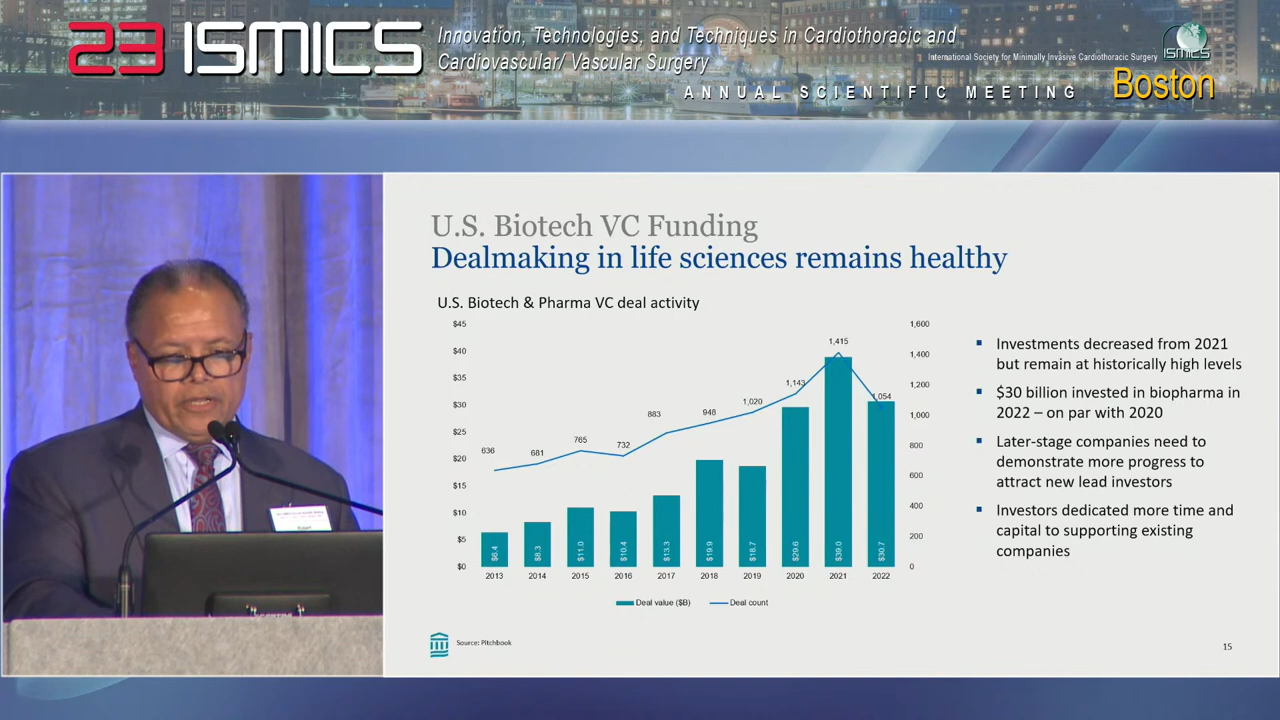 23 ISMICS
Innovation, Technologies, and Techniques in Cardiothoracic and
Cardiovascular/ Vascular Surgery
International Society for Minimally Invasive Cardiothoracic Surgery
ISMICS
ANNUAL SCIENTIFIC MEETING
Boston
Robert
U.S. Biotech VC Funding
Dealmaking in life sciences remains healthy
U.S. Biotech & Pharma VC deal activity
$45
$40
$35
$30
$25
$20
$15
$10
$5
$0
1,600
1,400
1,200
1,000
800
600
400
200
0
636
681
765
732
883
948
1,020
1,143
1,415
1,054
$6.4
$8.3
$11.0
$10.4
$13.3
$19.9
$18.7
$29.6
$39.0
$30.7
2013 2014 2015 2016 2017 2018 2019 2020 2021 2022
Deal value ($B) Deal count
▪ Investments decreased from 2021
but remain at historically high levels
▪ $30 billion invested in biopharma in
2022 – on par with 2020
▪ Later-stage companies need to
demonstrate more progress to
attract new lead investors
▪ Investors dedicated more time and
capital to supporting existing
companies
Source: Pitchbook
15